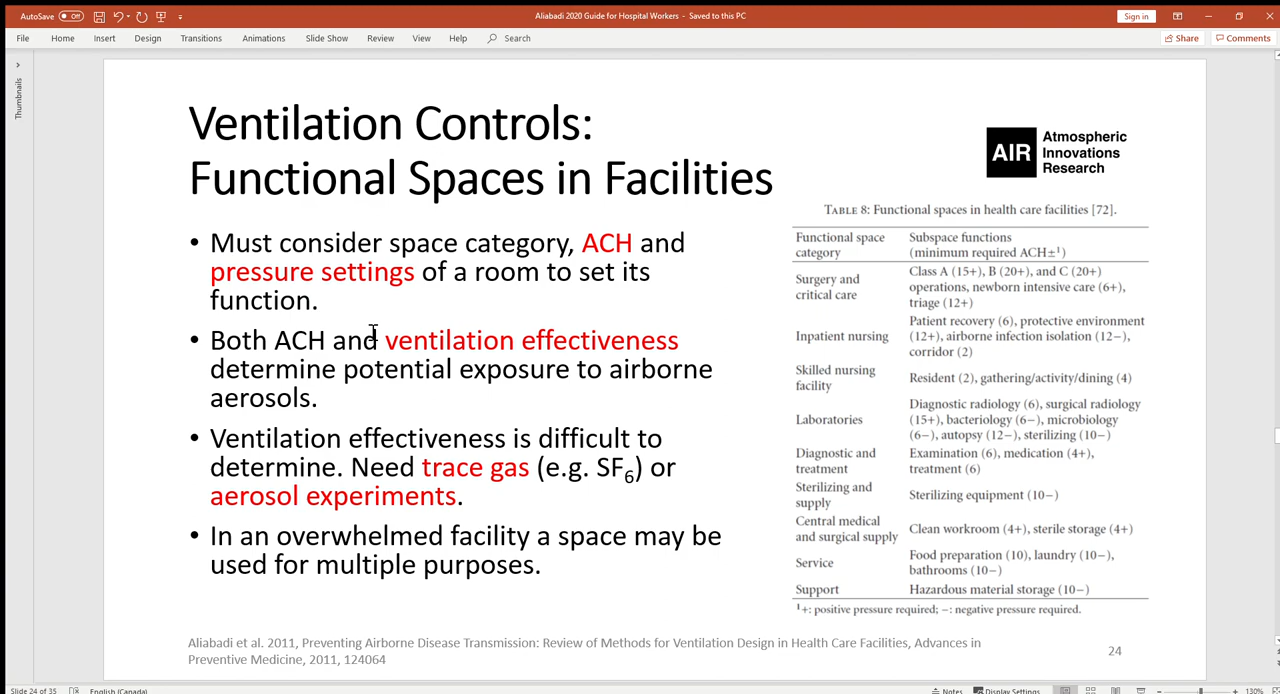 AutoSave Off
Aliabadi 2020 Guide for Hospital Workers - Saved to this PC
Sign in
File Home Insert Design Transitions Animations Slide Show Review View Help Search
Share Comments
Thumbnails
Ventilation Controls:
Functional Spaces in Facilities
AIR
Atmospheric
Innovations
Research
• Must consider space category, ACH and
pressure settings of a room to set its
function.
• Both ACH and ventilation effectiveness
determine potential exposure to airborne
aerosols.
• Ventilation effectiveness is difficult to
determine. Need trace gas (e.g. SF₆) or
aerosol experiments.
• In an overwhelmed facility a space may be
used for multiple purposes.
TABLE 8: Functional spaces in health care facilities [72].
Functional space
category
Subspace functions
(minimum required ACH±¹)
Surgery and
critical care
Class A (15+), B (20+), and C (20+)
operations, newborn intensive care (6+),
triage (12+)
Inpatient nursing
Patient recovery (6), protective environment
(12+), airborne infection isolation (12−),
corridor (2)
Skilled nursing
facility
Resident (2), gathering/activity/dining (4)
Laboratories
Diagnostic radiology (6), surgical radiology
(15+), bacteriology (6−), microbiology
(6−), autopsy (12−), sterilizing (10−)
Diagnostic and
treatment
Examination (6), medication (4+),
treatment (6)
Sterilizing and
supply
Sterilizing equipment (10−)
Central medical
and surgical supply
Clean workroom (4+), sterile storage (4+)
Service
Food preparation (10), laundry (10−),
bathrooms (10−)
Support
Hazardous material storage (10−)
¹+: positive pressure required; −: negative pressure required.
Aliabadi et al. 2011, Preventing Airborne Disease Transmission: Review of Methods for Ventilation Design in Health Care Facilities, Advances in
Preventive Medicine, 2011, 124064
24
Slide 24 of 35 English (Canada) Notes Display Settings 130%